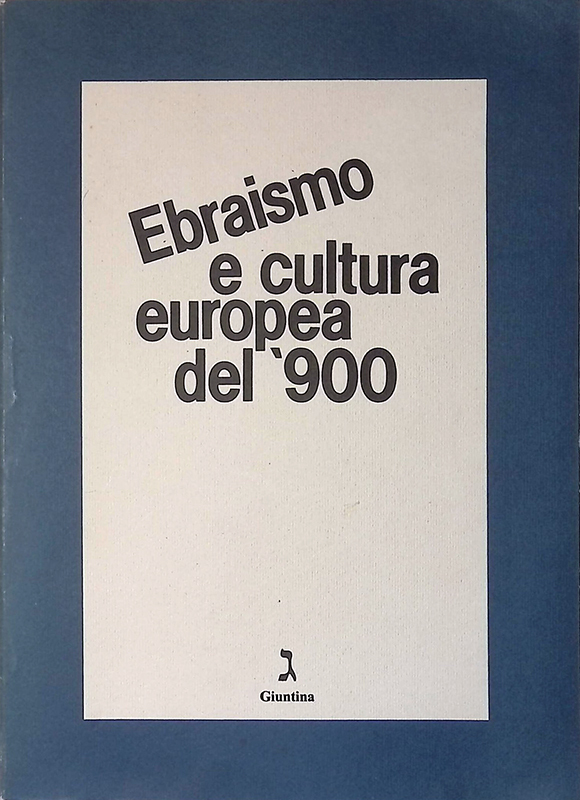 Ebraismo
e cultura
europea
del '900
ג
Giuntina